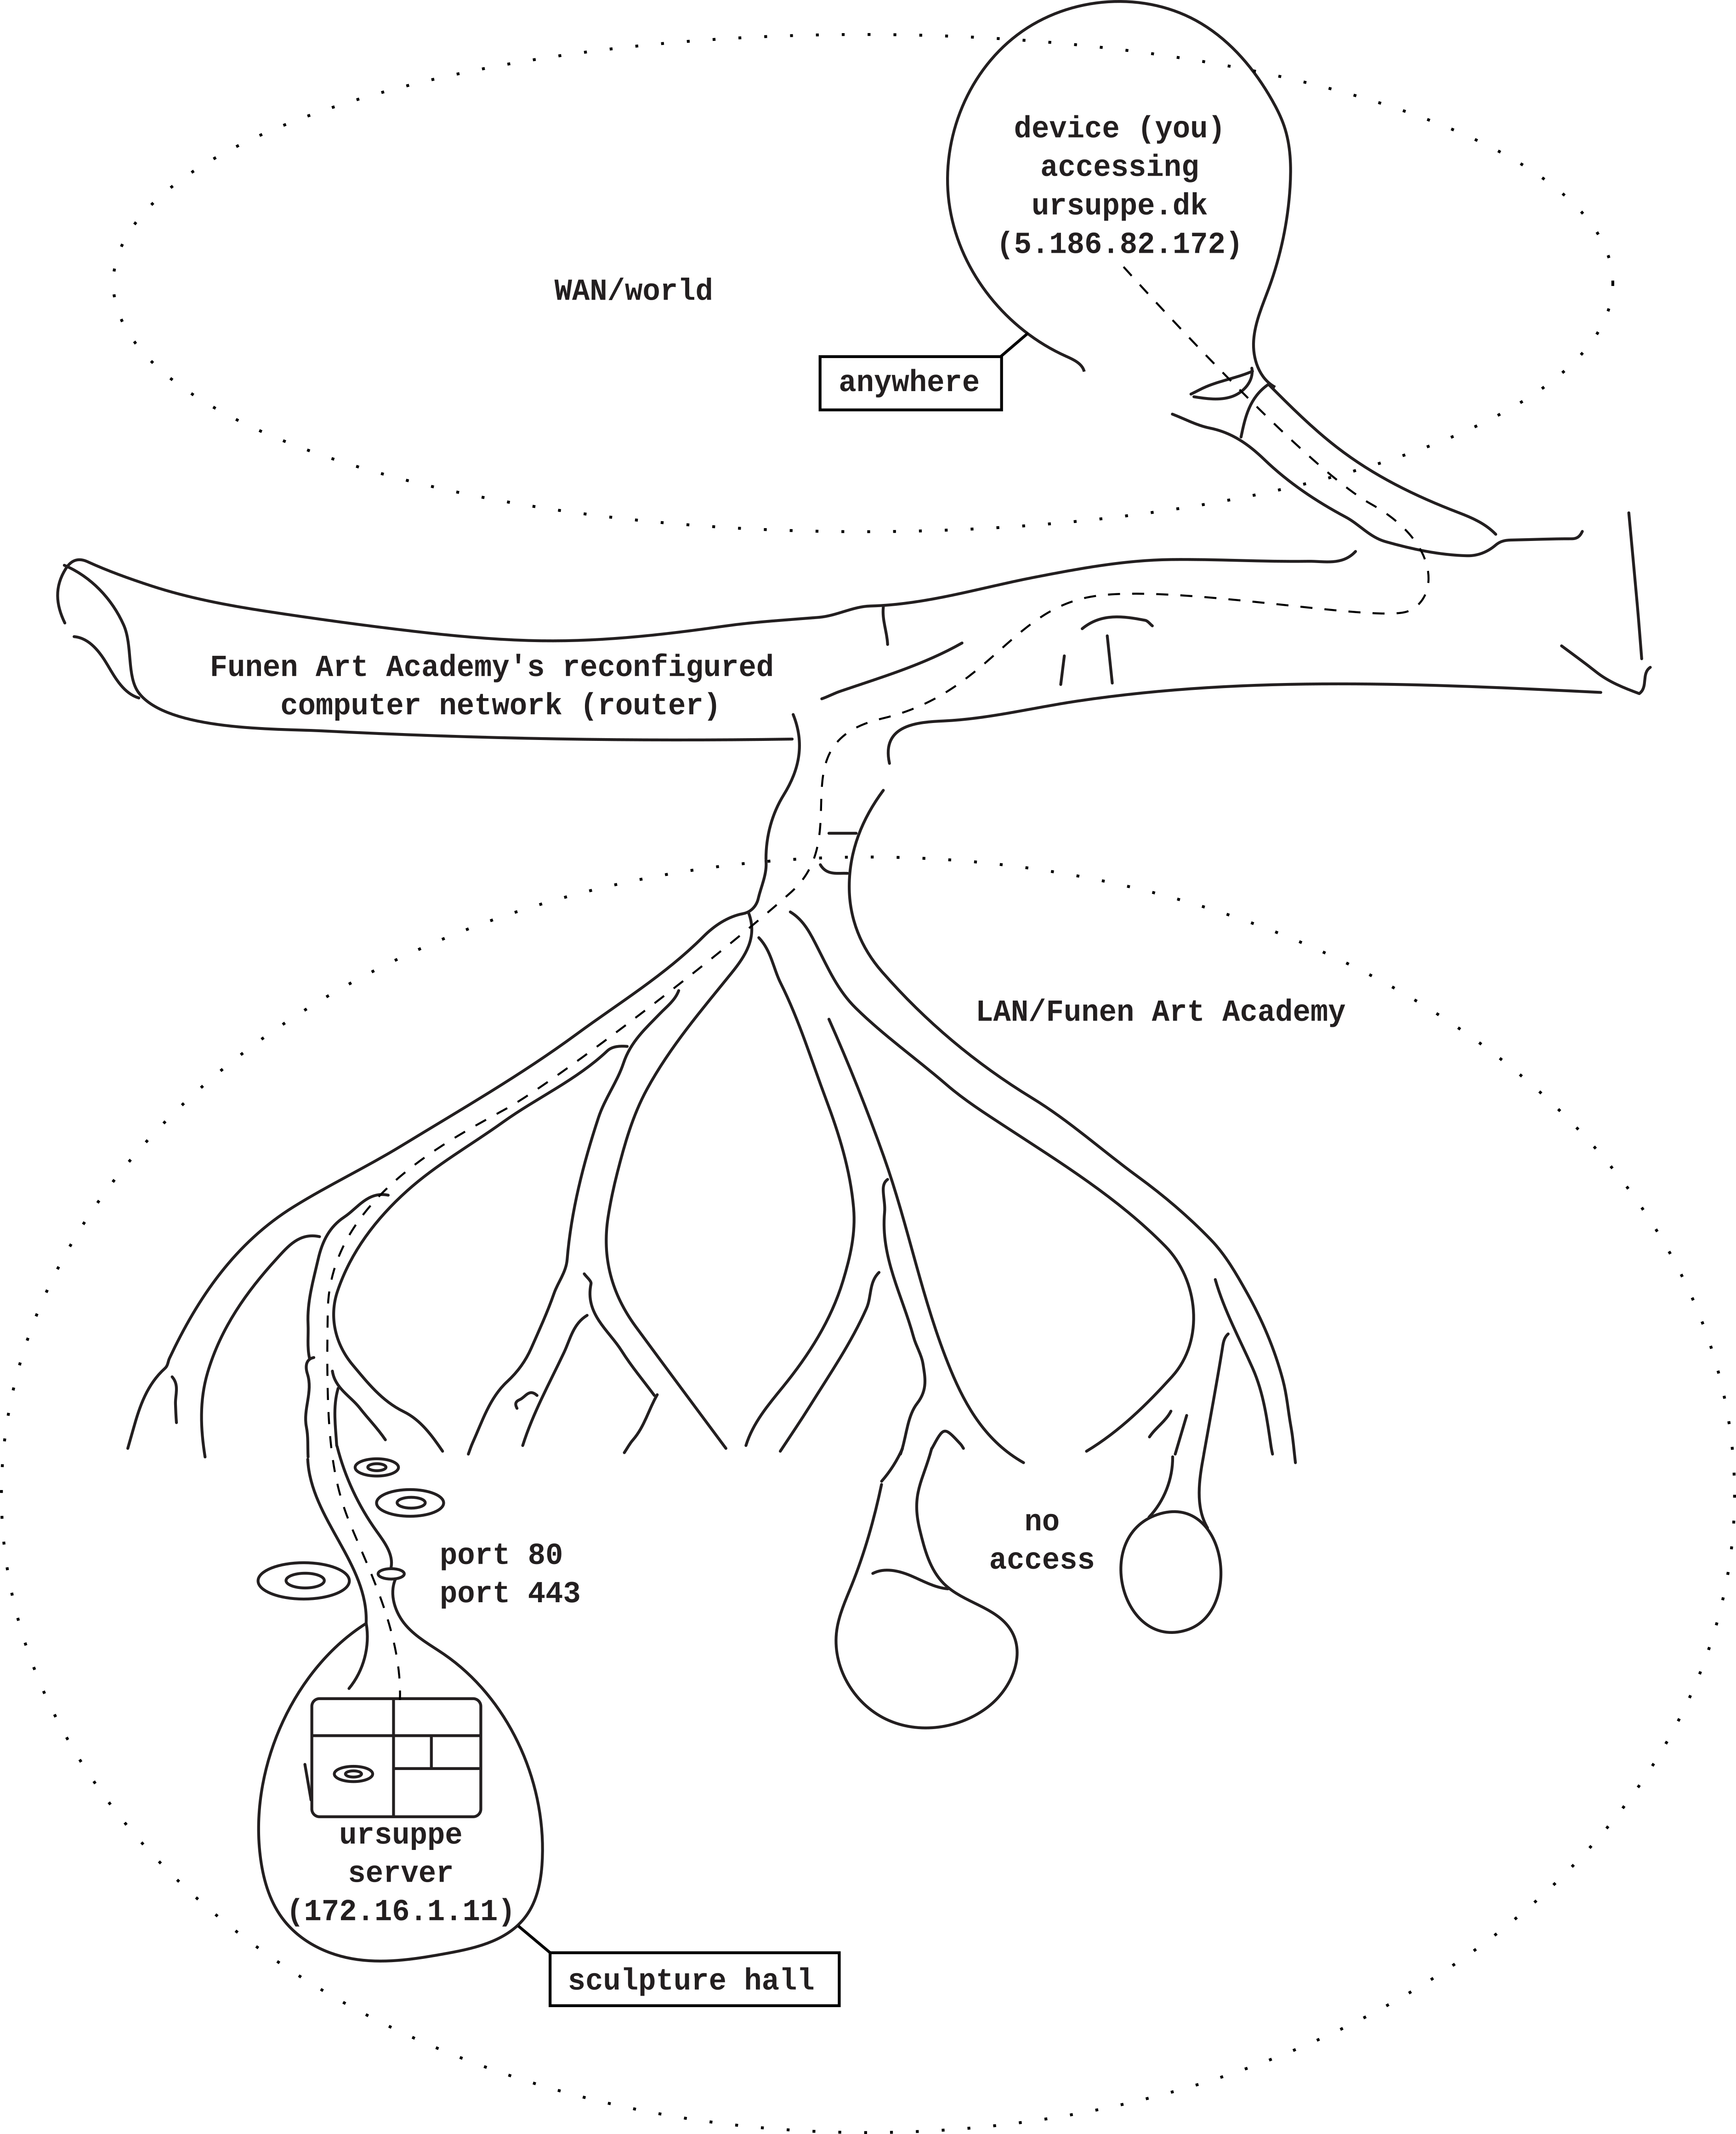 device (you)
accessing
ursuppe.dk
(5.186.82.172)
WAN/world
anywhere
Funen Art Academy's reconfigured
computer network (router)
LAN/Funen Art Academy
no
access
port 80
port 443
ursuppe
server
(172.16.1.11)
sculpture hall